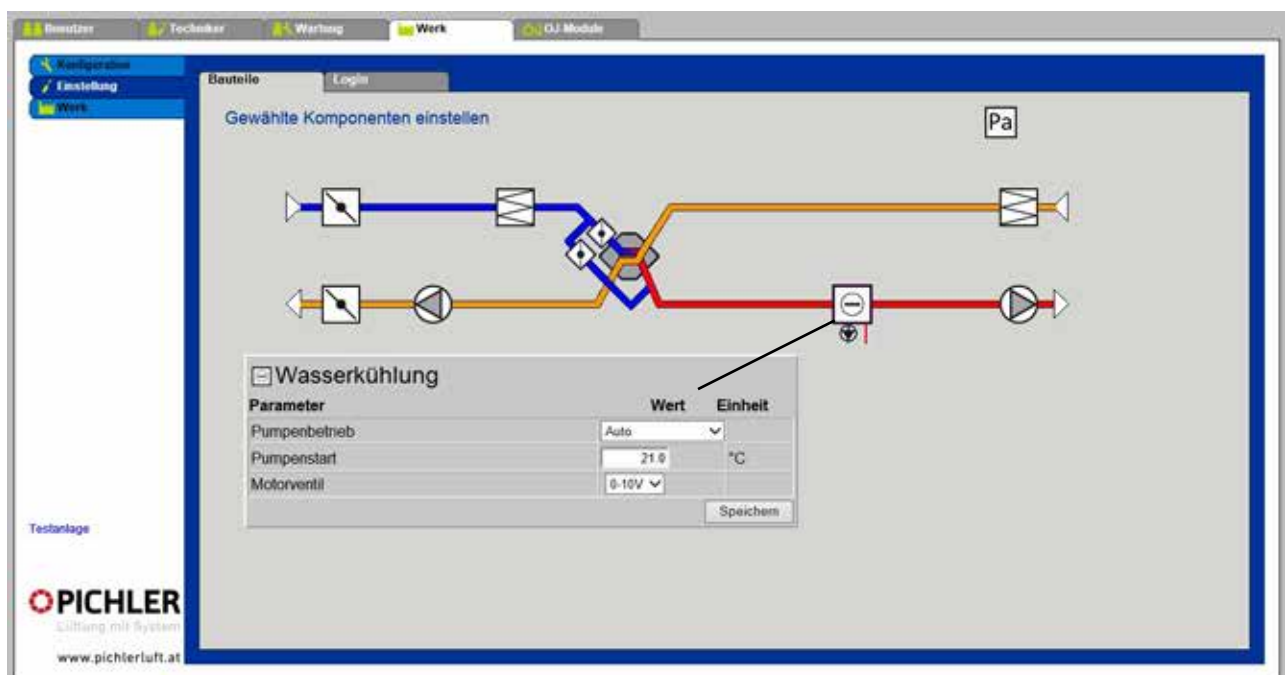 Benutzer Techniker Wartung Werk OJ Module
Konfiguration
Einstellung
Werk
Bauteile Login
Gewählte Komponenten einstellen
Pa
Wasserkühlung
Parameter Wert Einheit
Pumpenbetrieb Auto
Pumpenstart 21.0 °C
Motorventil 0-10V
Speichern
Testanlage
PICHLER
Lüftung mit System
www.pichlerluft.at